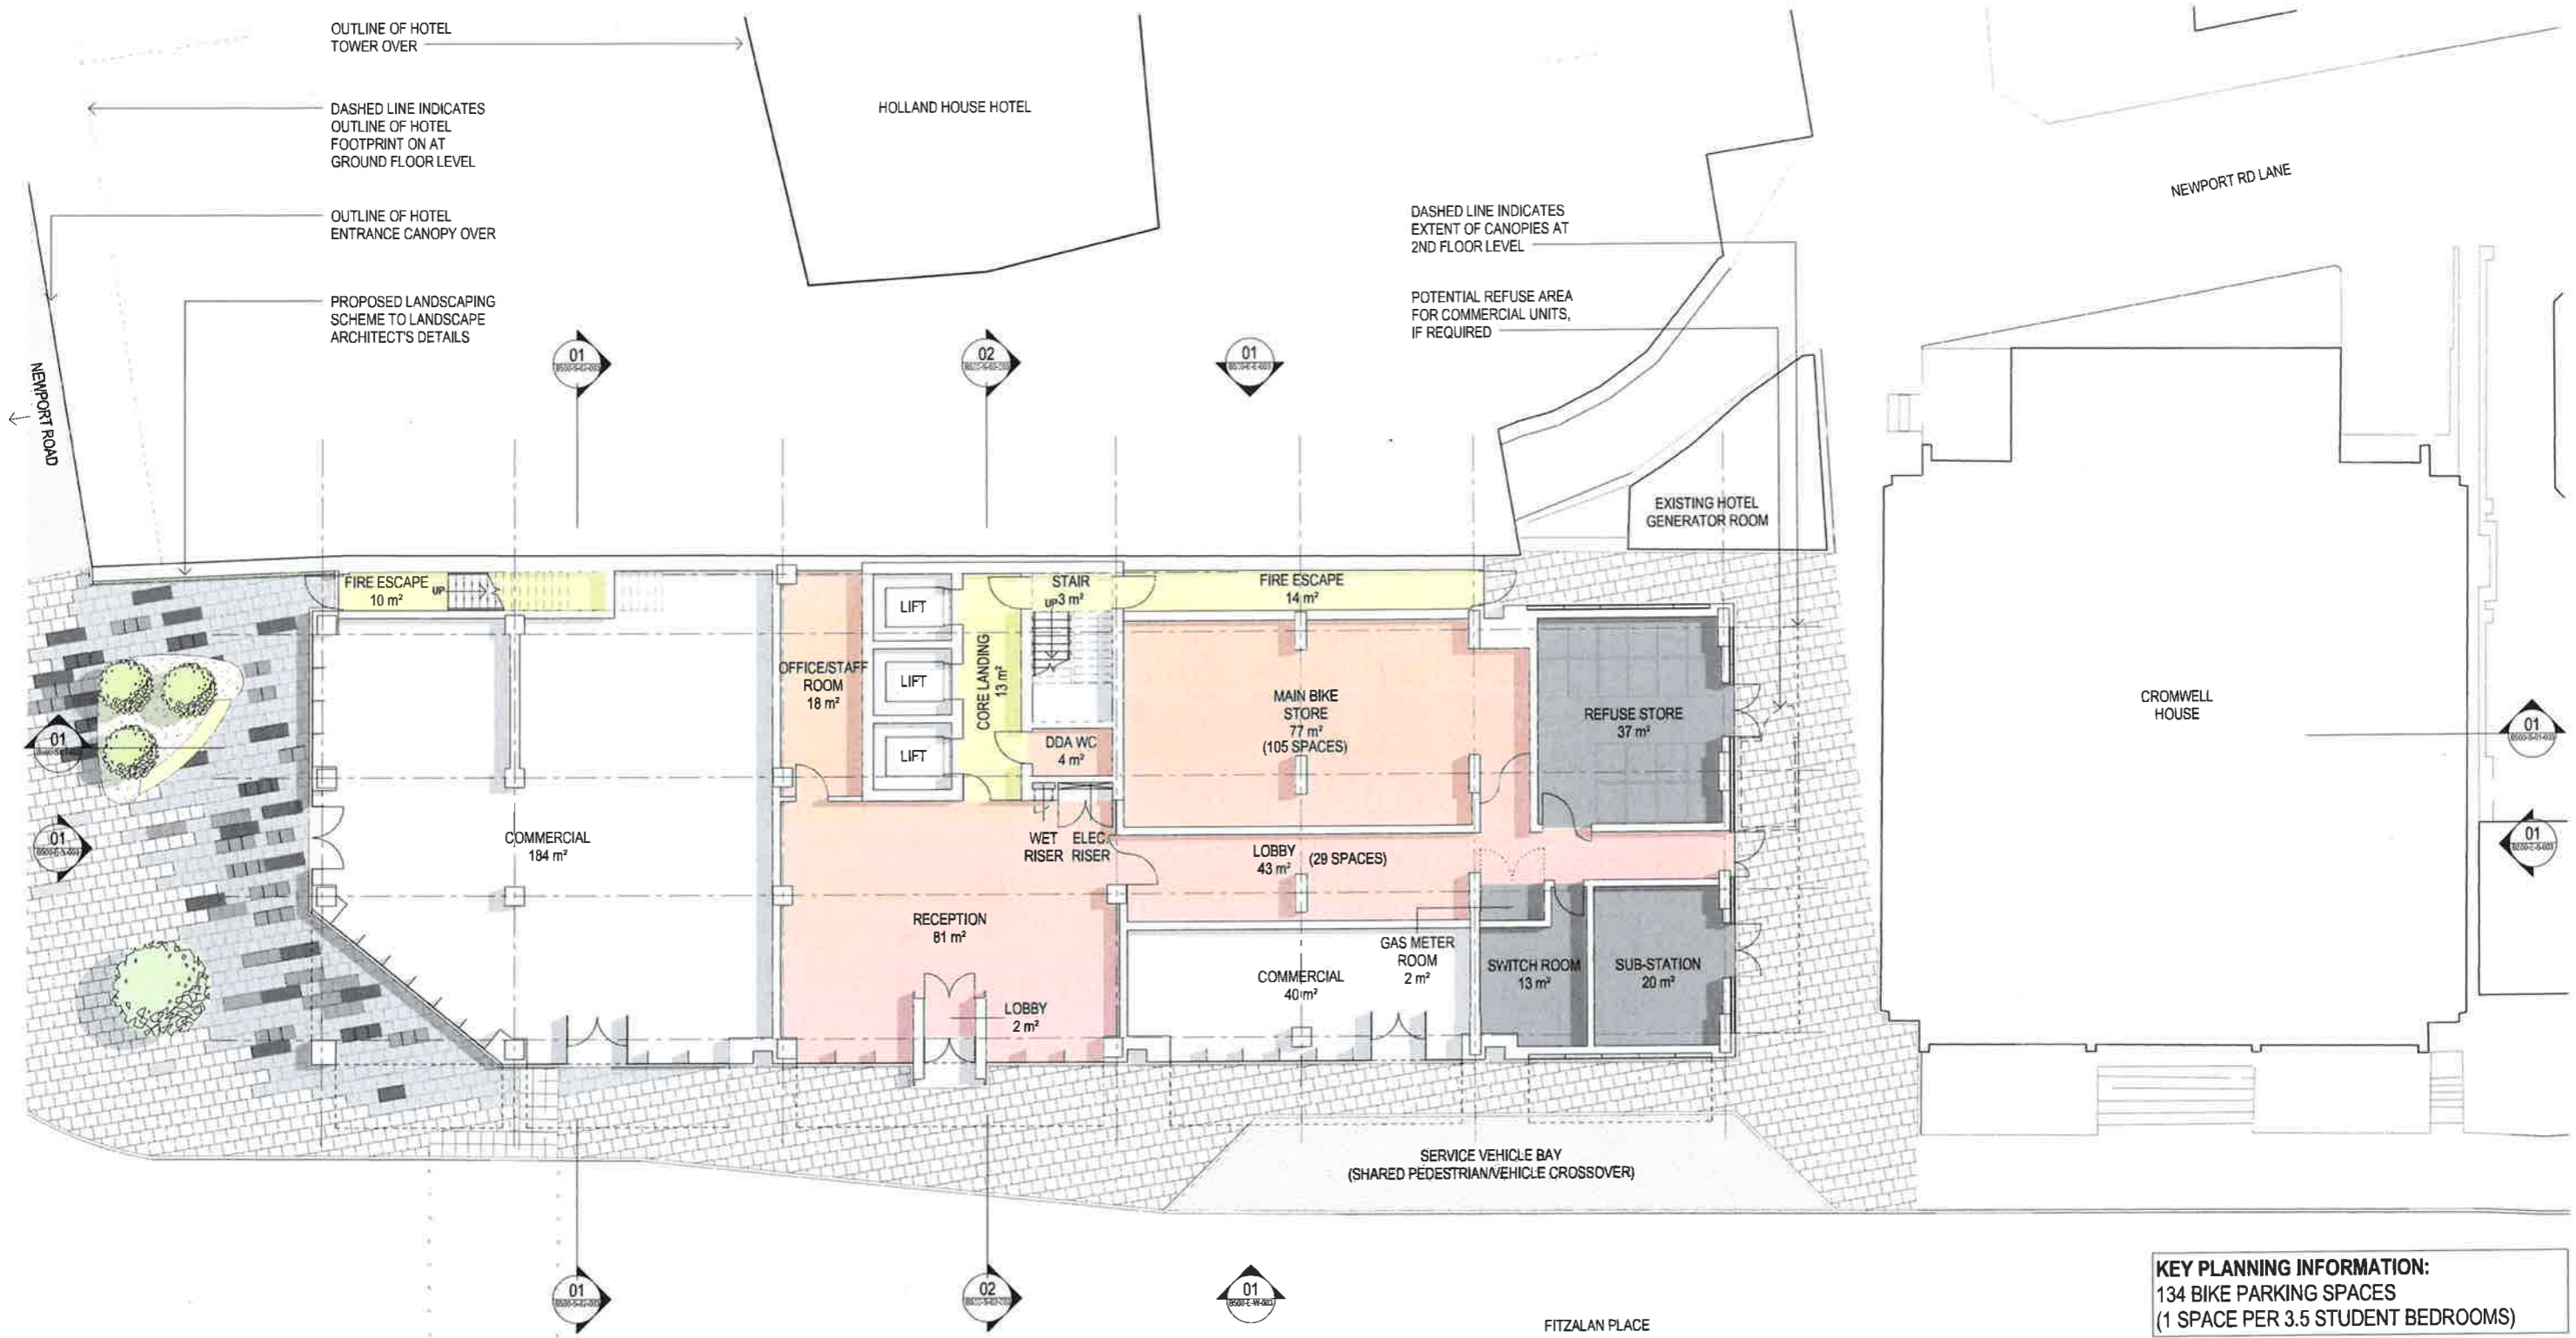 OUTLINE OF HOTEL
TOWER OVER
DASHED LINE INDICATES
OUTLINE OF HOTEL
FOOTPRINT ON AT
GROUND FLOOR LEVEL
OUTLINE OF HOTEL
ENTRANCE CANOPY OVER
PROPOSED LANDSCAPING
SCHEME TO LANDSCAPE
ARCHITECT'S DETAILS
HOLLAND HOUSE HOTEL
NEWPORT RD LANE
DASHED LINE INDICATES
EXTENT OF CANOPIES AT
2ND FLOOR LEVEL
POTENTIAL REFUSE AREA
FOR COMMERCIAL UNITS,
IF REQUIRED
NEWPORT ROAD
01
02
01
EXISTING HOTEL
GENERATOR ROOM
FIRE ESCAPE
10 m²
UP
STAIR
3 m²
UP
FIRE ESCAPE
14 m²
LIFT
LIFT
LIFT
CORE LANDING
13 m²
OFFICE/STAFF
ROOM
18 m²
DDA WC
4 m²
MAIN BIKE
STORE
77 m²
(105 SPACES)
REFUSE STORE
37 m²
CROMWELL
HOUSE
01
01
01
01
COMMERCIAL
184 m²
WET
RISER
ELEC.
RISER
LOBBY
43 m²
(29 SPACES)
RECEPTION
81 m²
LOBBY
2 m²
COMMERCIAL
40 m²
GAS METER
ROOM
2 m²
SWITCH ROOM
13 m²
SUB-STATION
20 m²
SERVICE VEHICLE BAY
(SHARED PEDESTRIAN/VEHICLE CROSSOVER)
01
02
01
FITZALAN PLACE
KEY PLANNING INFORMATION:
134 BIKE PARKING SPACES
(1 SPACE PER 3.5 STUDENT BEDROOMS)